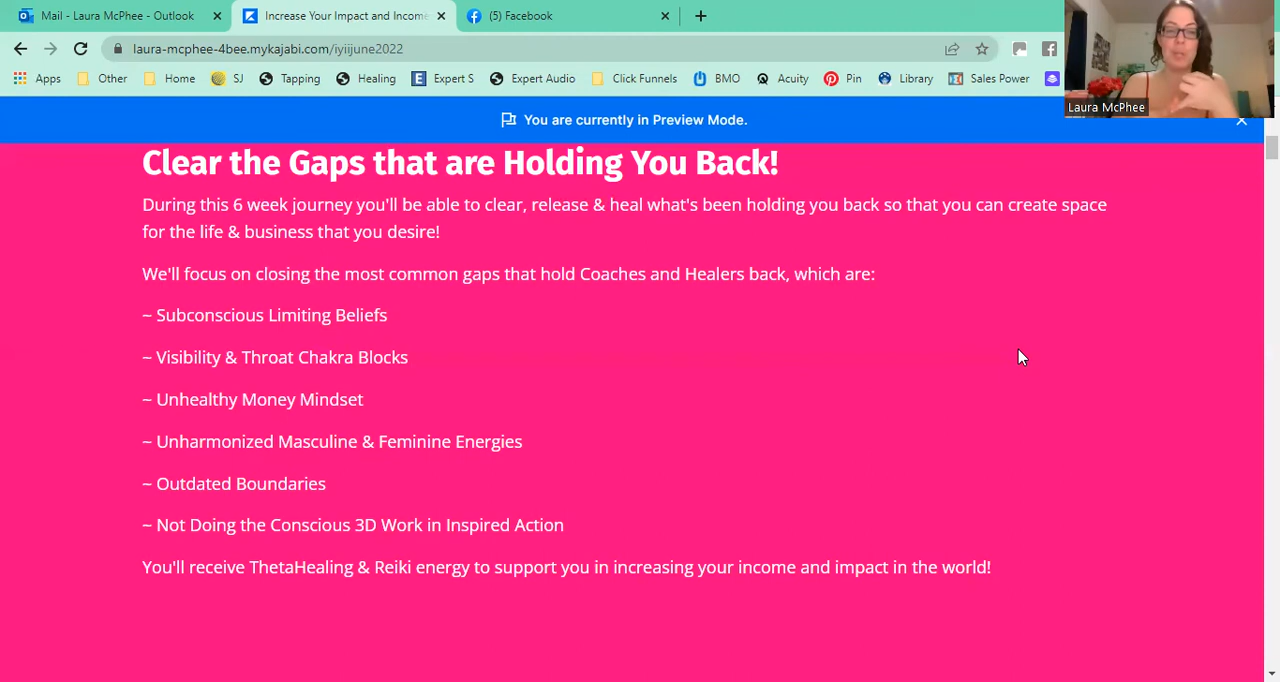 Mail - Laura McPhee - Outlook
Increase Your Impact and Income
(5) Facebook
laura-mcphee-4bee.mykajabi.com/iyiijune2022
Apps Other Home SJ Tapping Healing Expert S Expert Audio Click Funnels BMO Acuity Pin Library Sales Power
Laura McPhee
You are currently in Preview Mode.
Clear the Gaps that are Holding You Back!
During this 6 week journey you'll be able to clear, release & heal what's been holding you back so that you can create space
for the life & business that you desire!
We'll focus on closing the most common gaps that hold Coaches and Healers back, which are:
~ Subconscious Limiting Beliefs
~ Visibility & Throat Chakra Blocks
~ Unhealthy Money Mindset
~ Unharmonized Masculine & Feminine Energies
~ Outdated Boundaries
~ Not Doing the Conscious 3D Work in Inspired Action
You'll receive ThetaHealing & Reiki energy to support you in increasing your income and impact in the world!